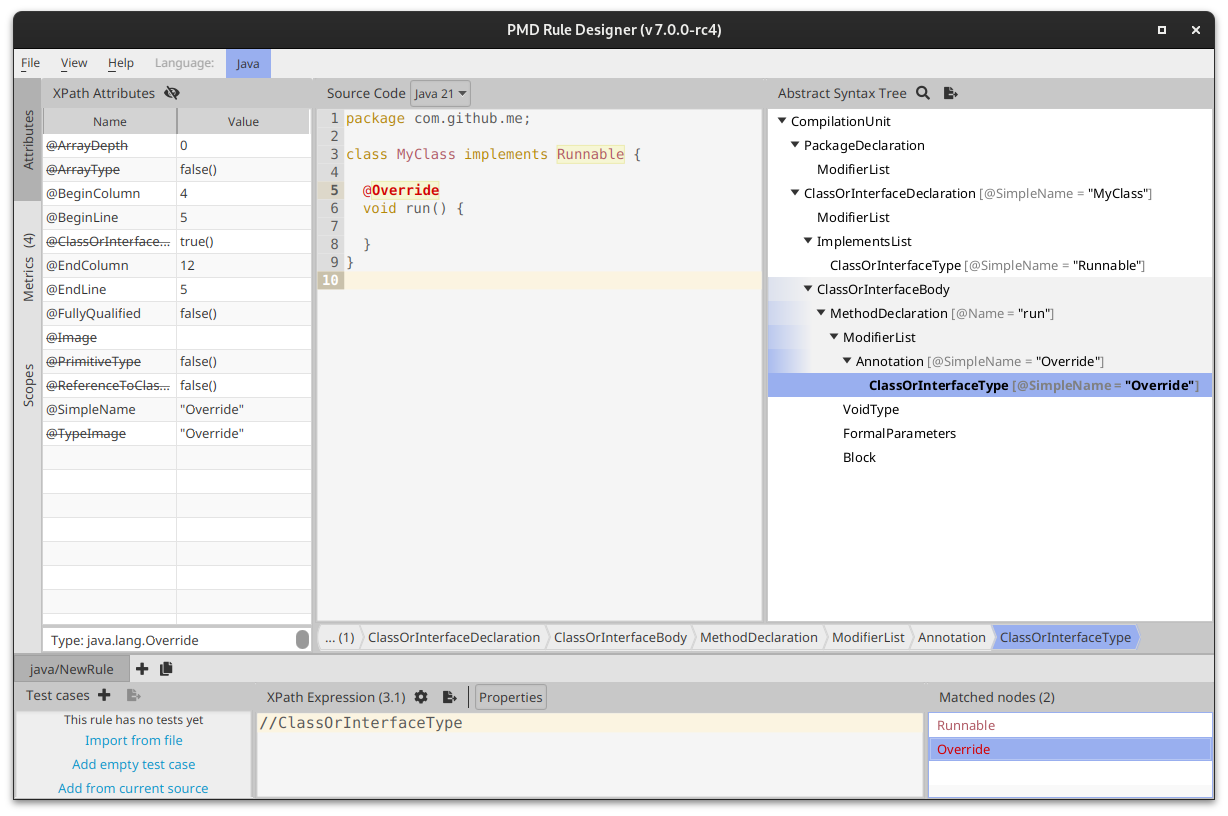 PMD Rule Designer (v 7.0.0-rc4)
File View Help Language: Java
Attributes
Metrics (4)
Scopes
XPath Attributes
Name Value
@ArrayDepth 0
@ArrayType false()
@BeginColumn 4
@BeginLine 5
@ClassOrInterface... true()
@EndColumn 12
@EndLine 5
@FullyQualified false()
@Image
@PrimitiveType false()
@ReferenceToClas... false()
@SimpleName "Override"
@TypeImage "Override"
Type: java.lang.Override
Source Code Java 21
1 package com.github.me;
2
3 class MyClass implements Runnable {
4
5 @Override
6 void run() {
7
8 }
9 }
10
Abstract Syntax Tree
CompilationUnit
PackageDeclaration
ModifierList
ClassOrInterfaceDeclaration [@SimpleName = "MyClass"]
ModifierList
ImplementsList
ClassOrInterfaceType [@SimpleName = "Runnable"]
ClassOrInterfaceBody
MethodDeclaration [@Name = "run"]
ModifierList
Annotation [@SimpleName = "Override"]
ClassOrInterfaceType [@SimpleName = "Override"]
VoidType
FormalParameters
Block
... (1) ClassOrInterfaceDeclaration ClassOrInterfaceBody MethodDeclaration ModifierList Annotation ClassOrInterfaceType
java/NewRule
Test cases
This rule has no tests yet
Import from file
Add empty test case
Add from current source
XPath Expression (3.1) Properties
//ClassOrInterfaceType
Matched nodes (2)
Runnable
Override